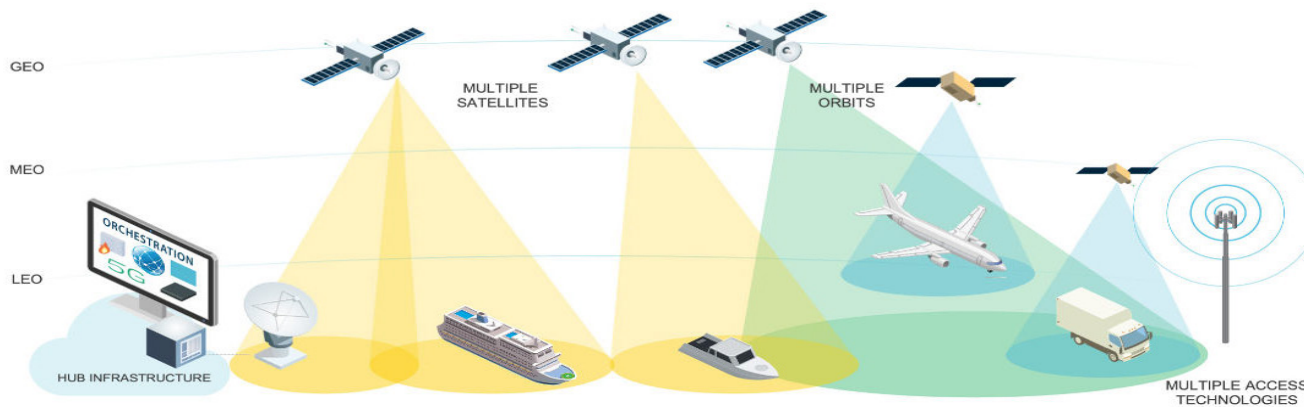 GEO
MULTIPLE
SATELLITES
MULTIPLE
ORBITS
MEO
ORCHESTRATION
5G
LEO
HUB INFRASTRUCTURE
MULTIPLE ACCESS
TECHNOLOGIES